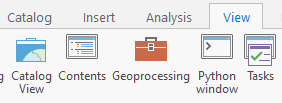 Catalog Insert Analysis View
Catalog Contents Geoprocessing Python Tasks
View window